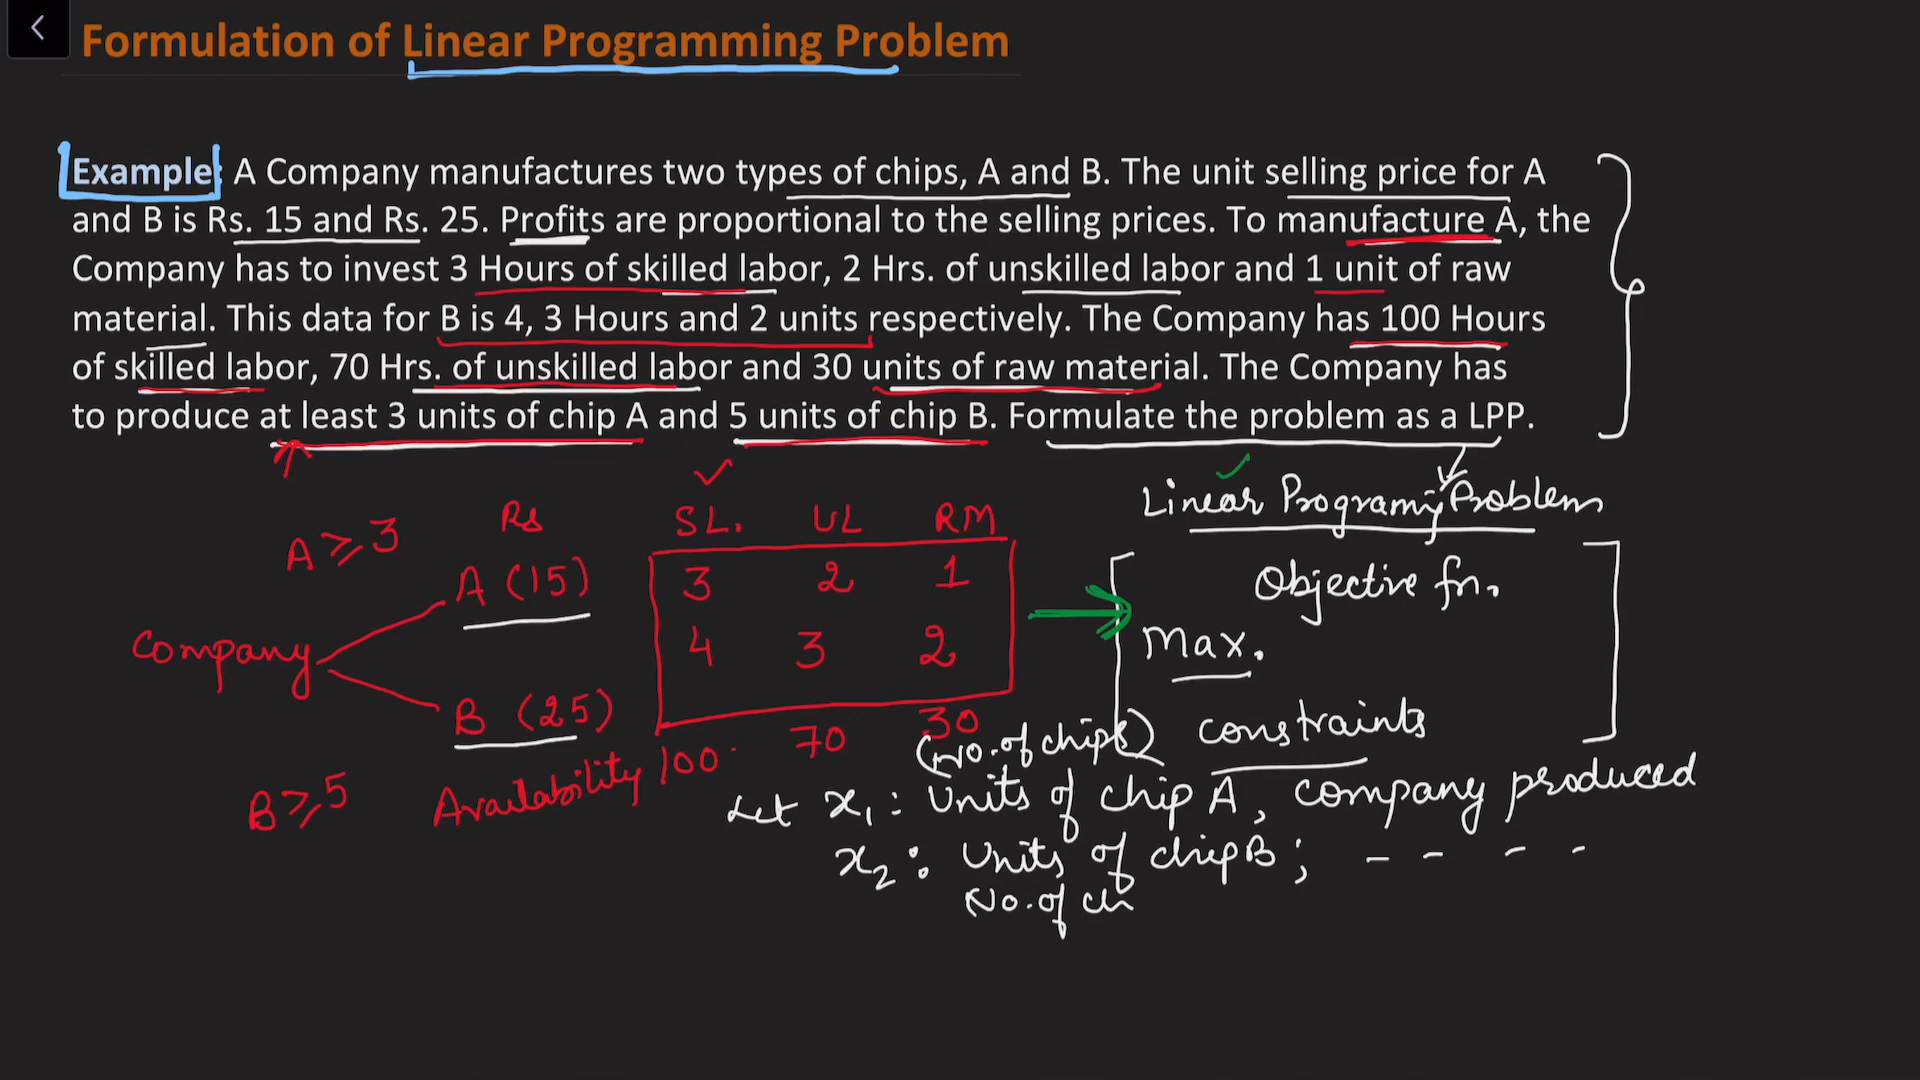 Formulation of Linear Programming Problem
Example: A Company manufactures two types of chips, A and B. The unit selling price for A
and B is Rs. 15 and Rs. 25. Profits are proportional to the selling prices. To manufacture A, the
Company has to invest 3 Hours of skilled labor, 2 Hrs. of unskilled labor and 1 unit of raw
material. This data for B is 4, 3 Hours and 2 units respectively. The Company has 100 Hours
of skilled labor, 70 Hrs. of unskilled labor and 30 units of raw material. The Company has
to produce at least 3 units of chip A and 5 units of chip B. Formulate the problem as a LPP.
Linear Programing Problem
Rs SL. UL RM
A ≥ 3
A (15) 3 2 1
Objective fn.
Company 4 3 2
Max.
B (25)
100 70 30
(No. of chips) constraints
B ≥ 5 Availability
Let x₁ : Units of chip A, company produced
x₂ : Units of chip B ; - - - -
No. of ch